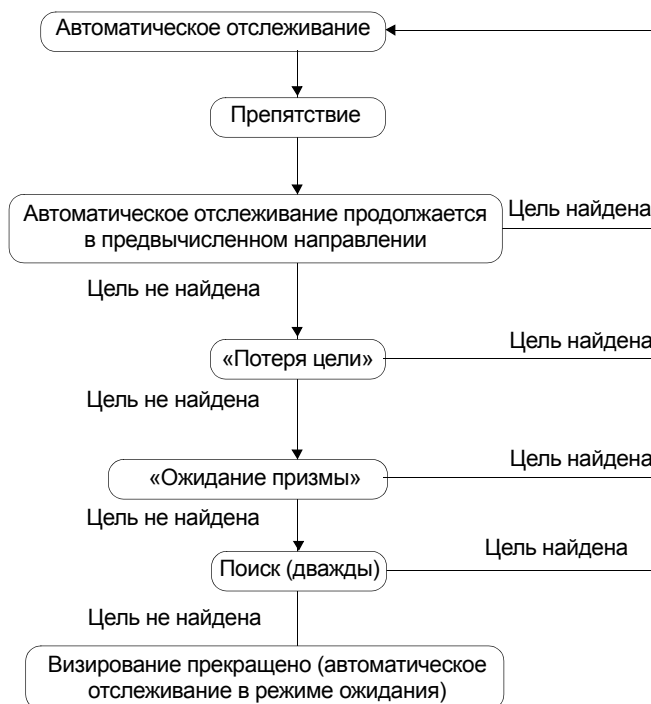 Автоматическое отслеживание
Препятствие
Автоматическое отслеживание продолжается
в предвычисленном направлении
Цель найдена
Цель не найдена
«Потеря цели»
Цель найдена
Цель не найдена
«Ожидание призмы»
Цель найдена
Цель не найдена
Поиск (дважды)
Цель найдена
Цель не найдена
Визирование прекращено (автоматическое
отслеживание в режиме ожидания)